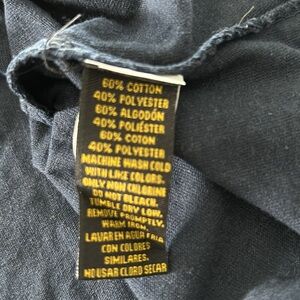 60% COTTON
40% POLYESTER
60% ALGODÓN
40% POLIÉSTER
60% COTON
40% POLYESTER
MACHINE WASH COLD
WITH LIKE COLORS.
ONLY NON CHLORINE
DO NOT BLEACH.
TUMBLE DRY LOW.
REMOVE PROMPTLY.
WARM IRON.
LAVAR EN AGUA FRIA
CON COLORES
SIMILARES.
NO USAR CLORO SECAR